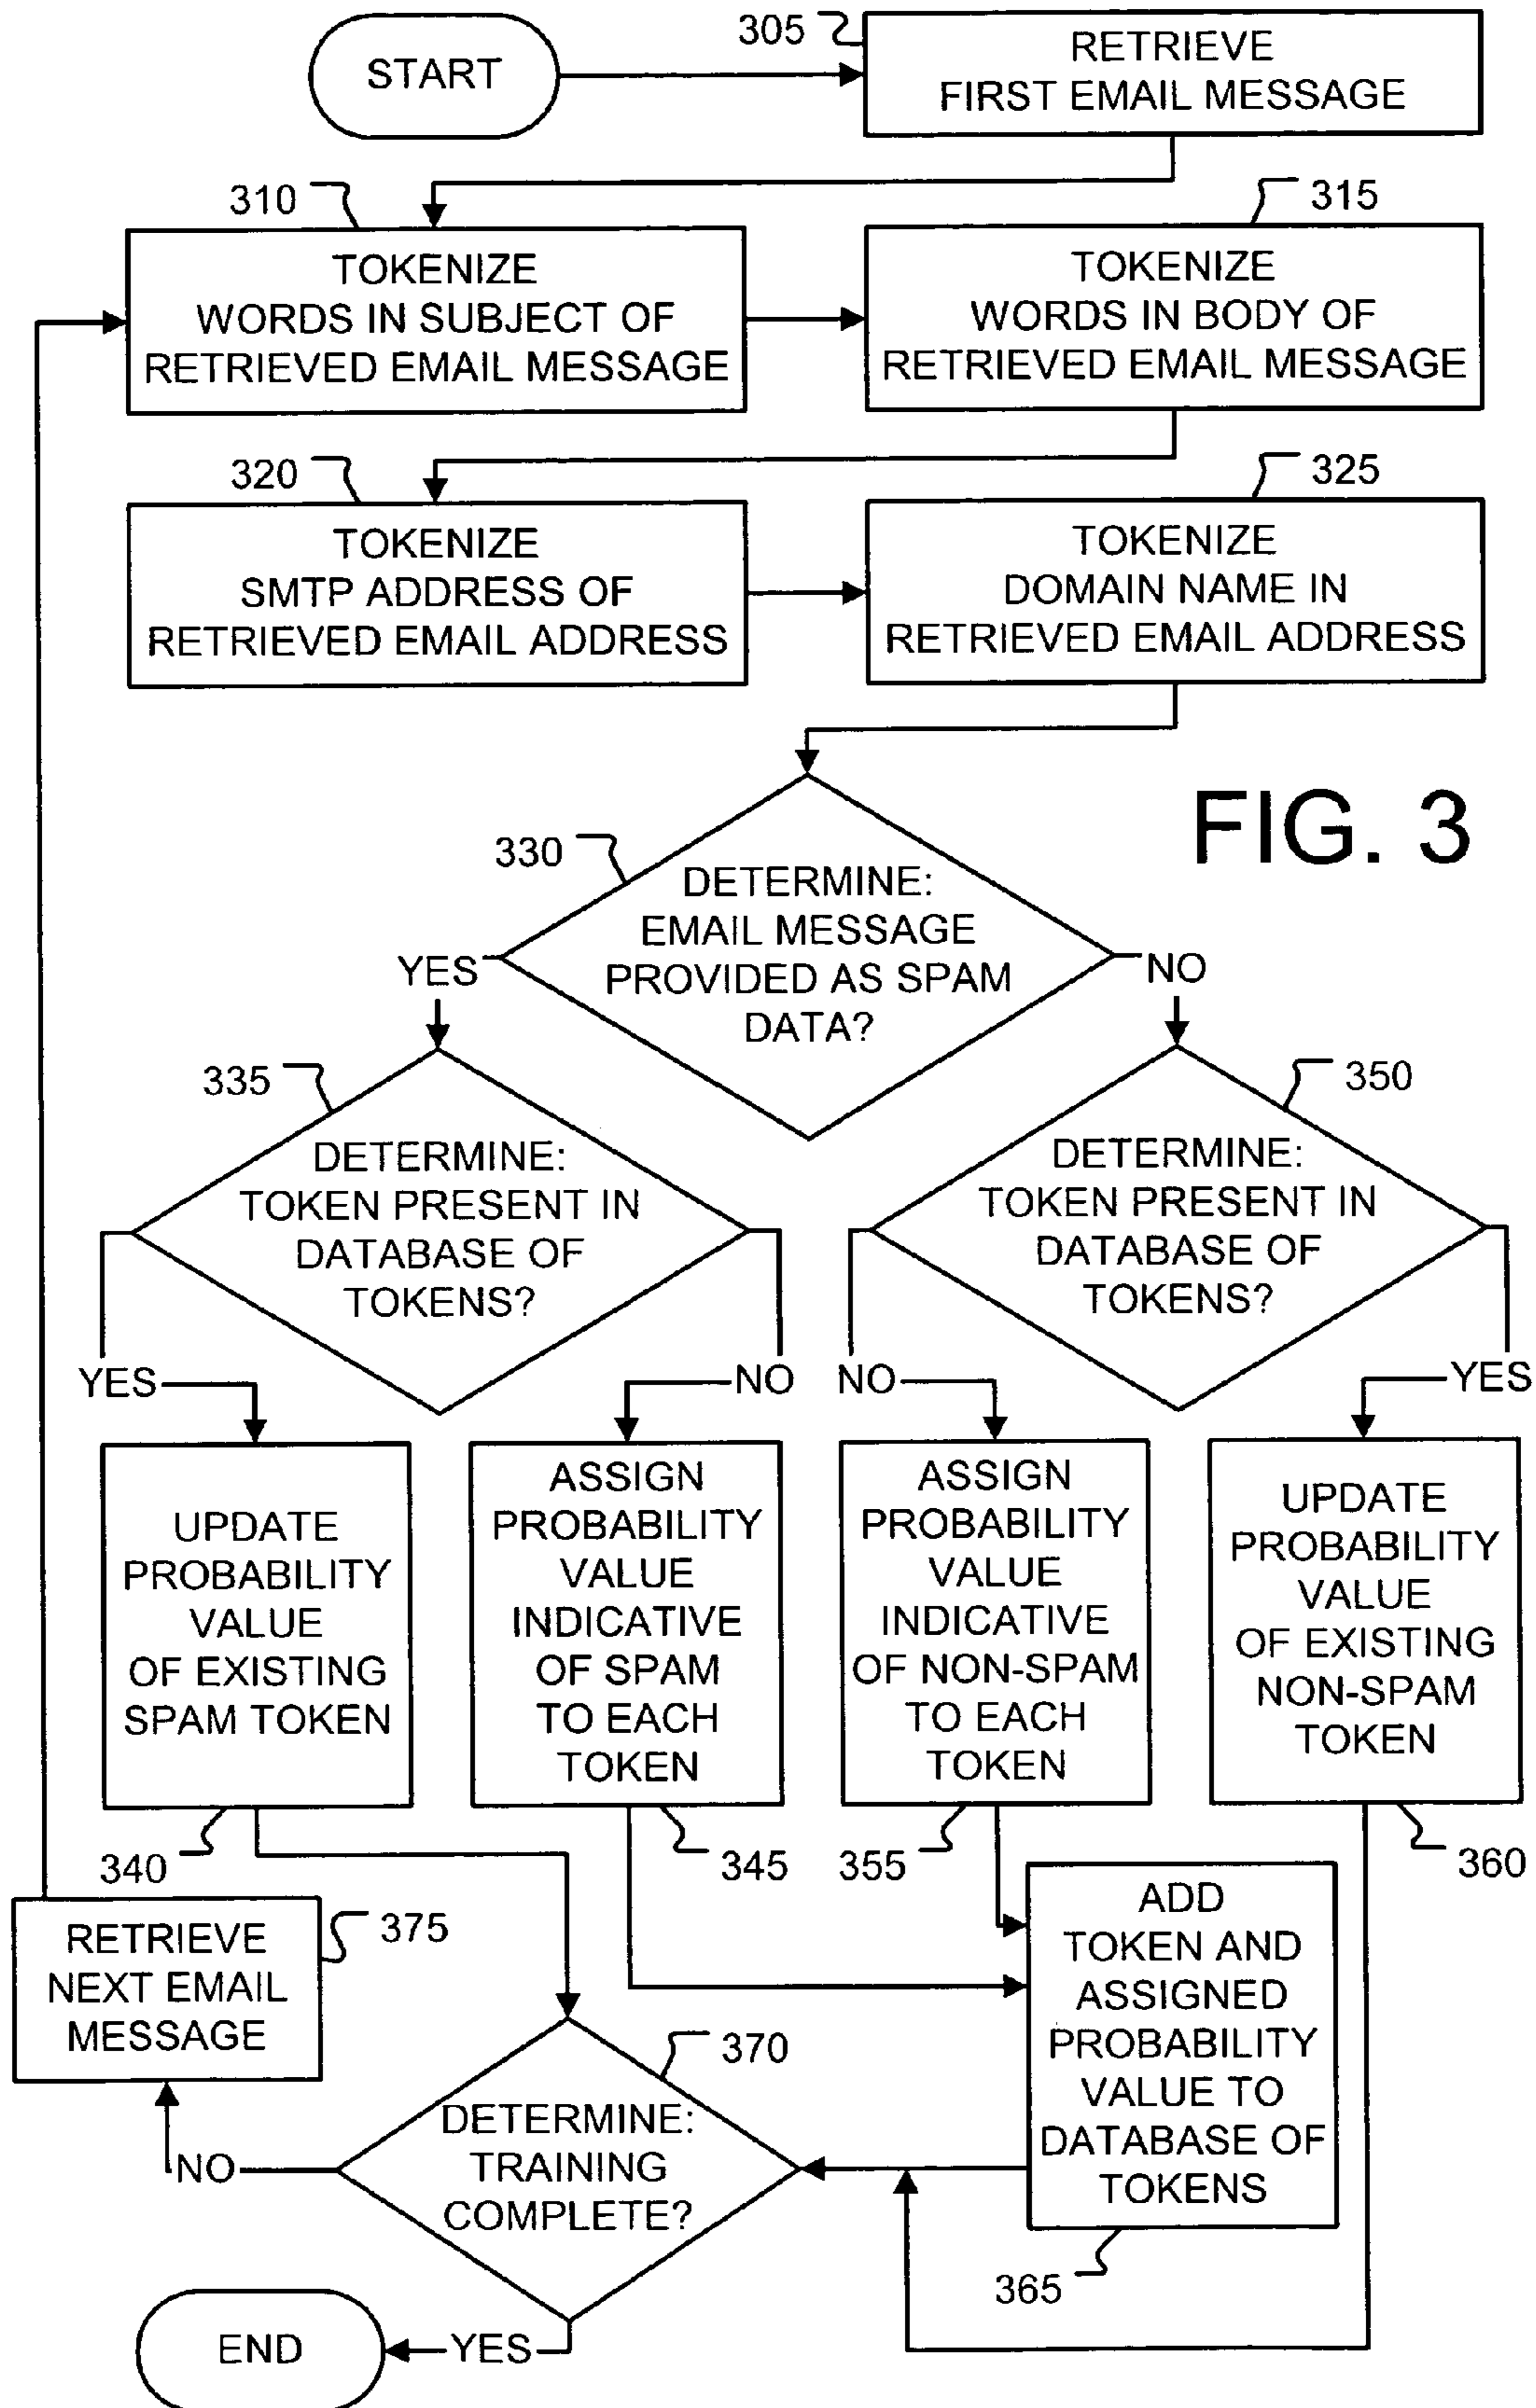 START
305
RETRIEVE
FIRST EMAIL MESSAGE
310
TOKENIZE
WORDS IN SUBJECT OF
RETRIEVED EMAIL MESSAGE
315
TOKENIZE
WORDS IN BODY OF
RETRIEVED EMAIL MESSAGE
320
TOKENIZE
SMTP ADDRESS OF
RETRIEVED EMAIL ADDRESS
325
TOKENIZE
DOMAIN NAME IN
RETRIEVED EMAIL ADDRESS
FIG. 3
330
DETERMINE:
EMAIL MESSAGE
PROVIDED AS SPAM
DATA?
YES
NO
335
DETERMINE:
TOKEN PRESENT IN
DATABASE OF
TOKENS?
YES
NO
350
DETERMINE:
TOKEN PRESENT IN
DATABASE OF
TOKENS?
NO
YES
UPDATE
PROBABILITY
VALUE
OF EXISTING
SPAM TOKEN
340
ASSIGN
PROBABILITY
VALUE
INDICATIVE
OF SPAM
TO EACH
TOKEN
345
ASSIGN
PROBABILITY
VALUE
INDICATIVE
OF NON-SPAM
TO EACH
TOKEN
355
UPDATE
PROBABILITY
VALUE
OF EXISTING
NON-SPAM
TOKEN
360
RETRIEVE
NEXT EMAIL
MESSAGE
375
ADD
TOKEN AND
ASSIGNED
PROBABILITY
VALUE TO
DATABASE OF
TOKENS
365
370
DETERMINE:
TRAINING
COMPLETE?
NO
YES
END